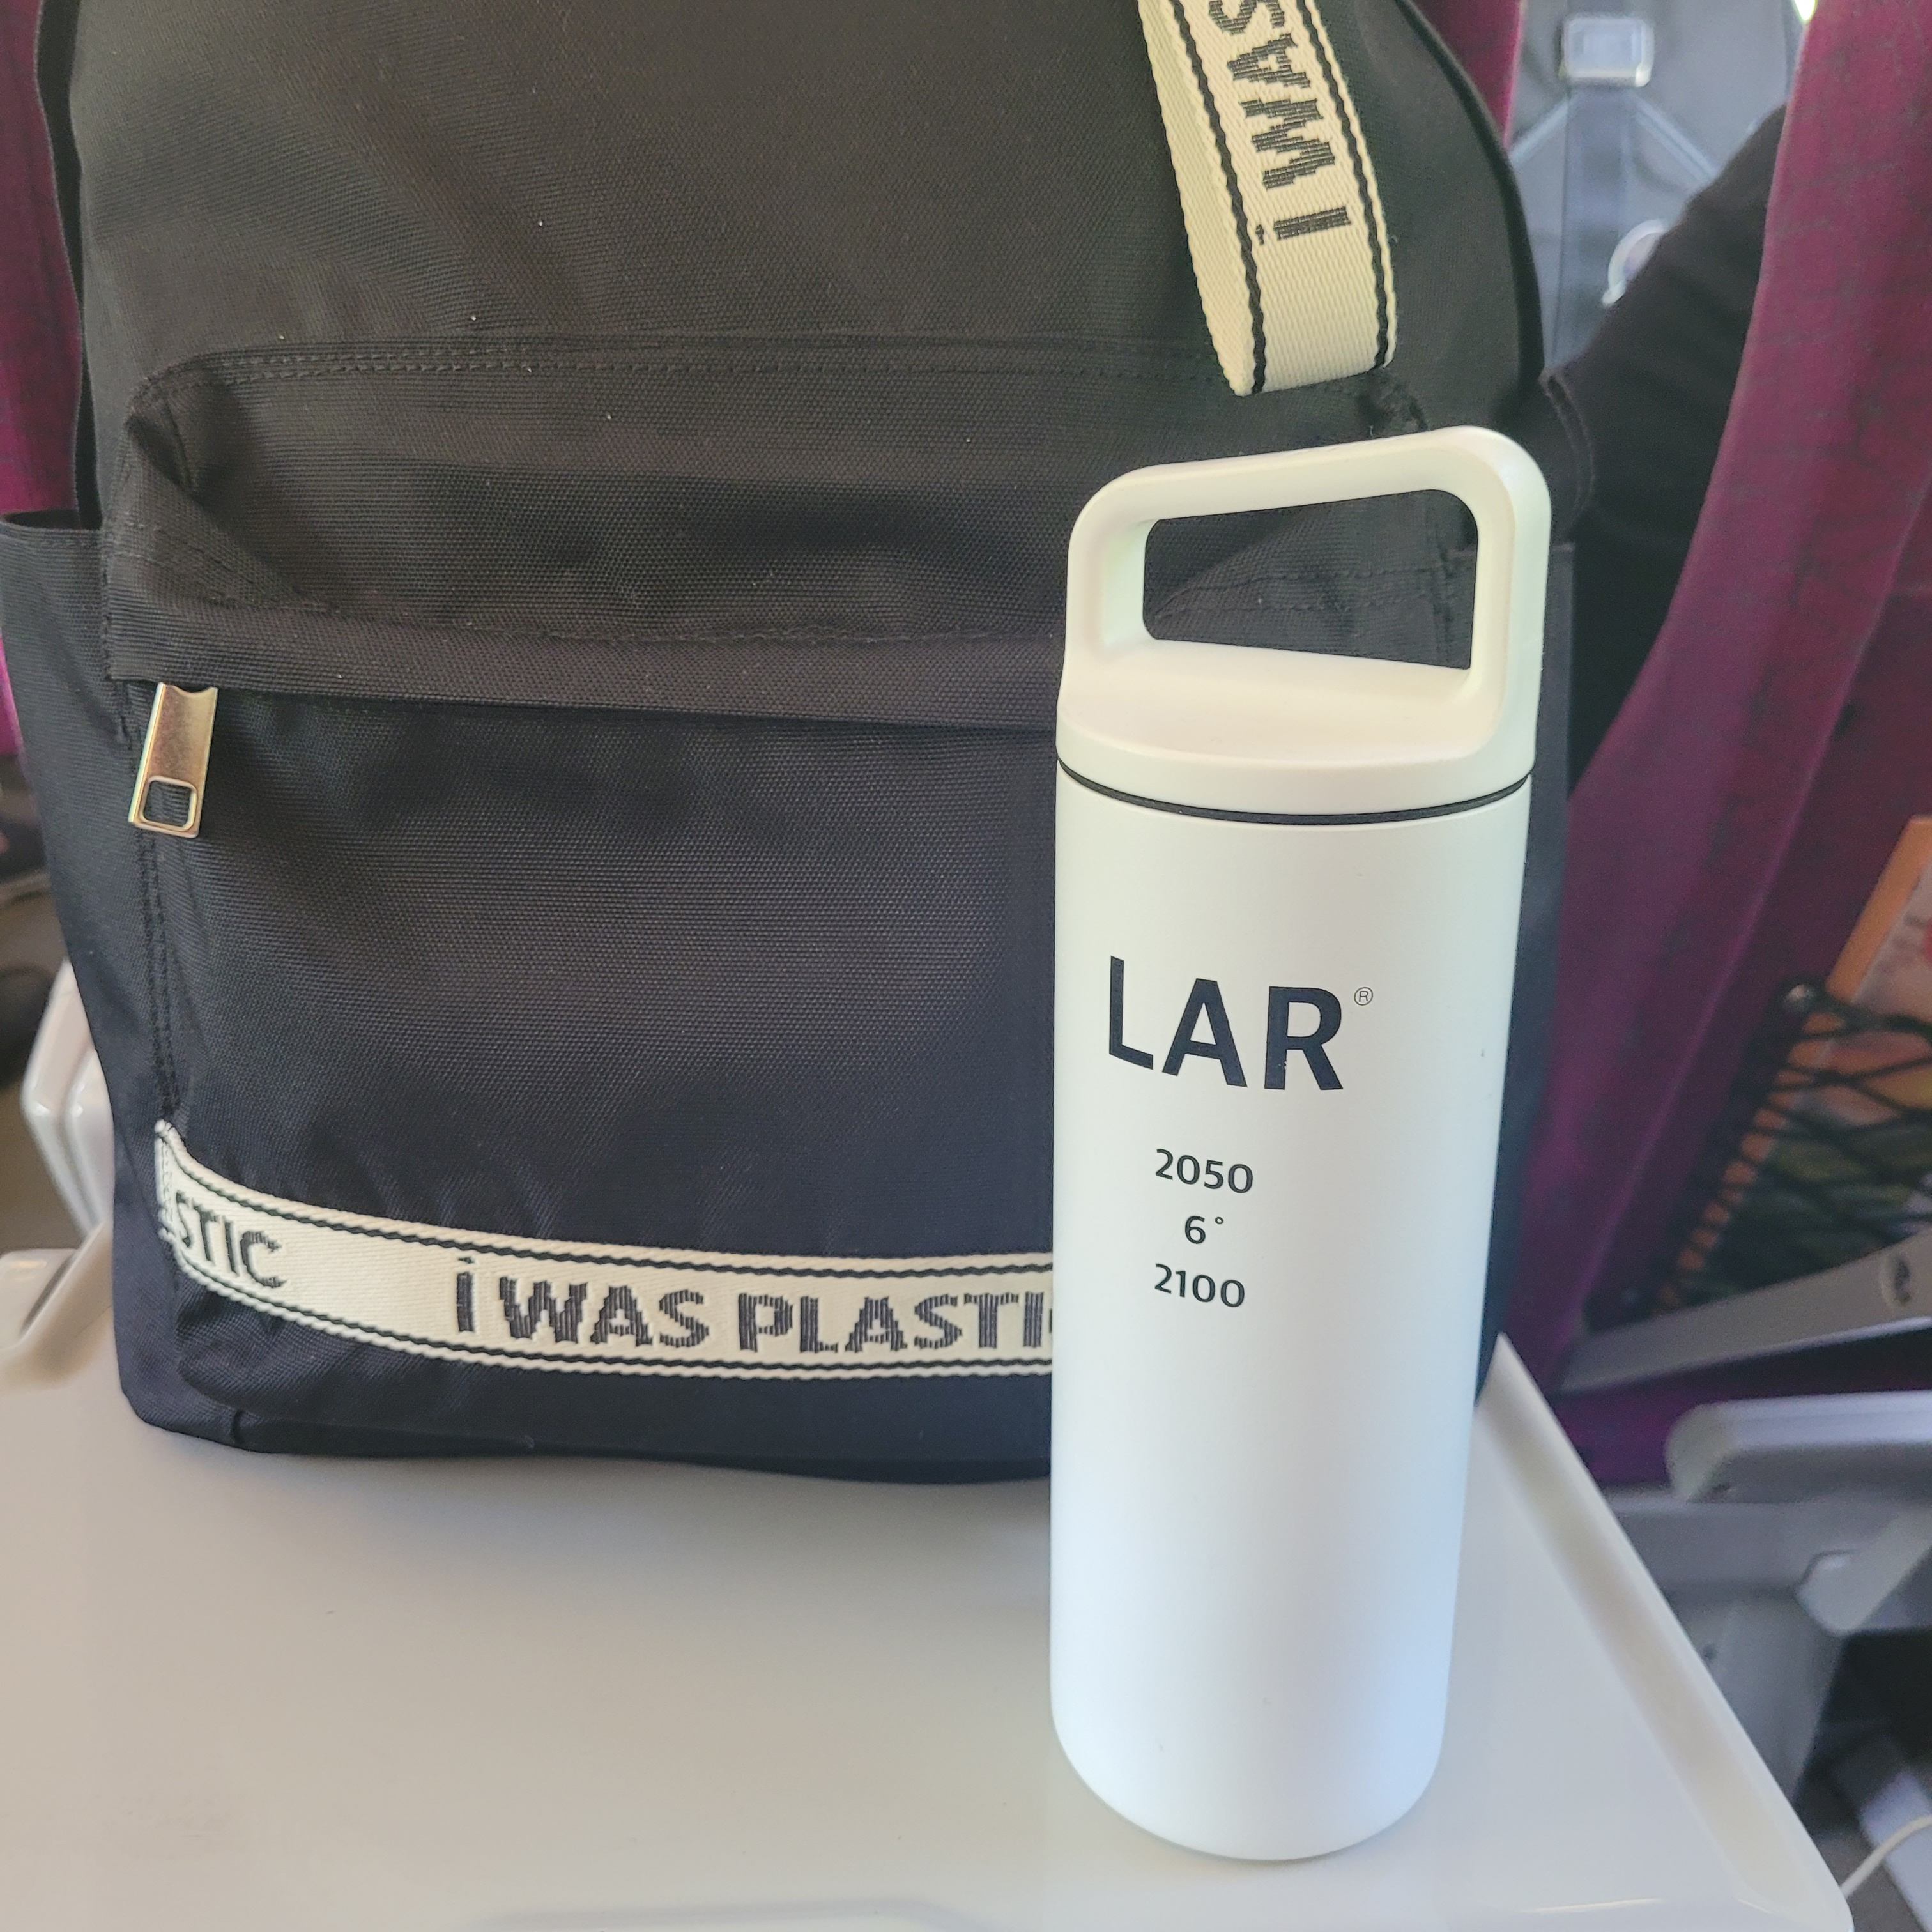 i WAS
LAR®
2050
6°
2100
STIC i WAS PLASTI